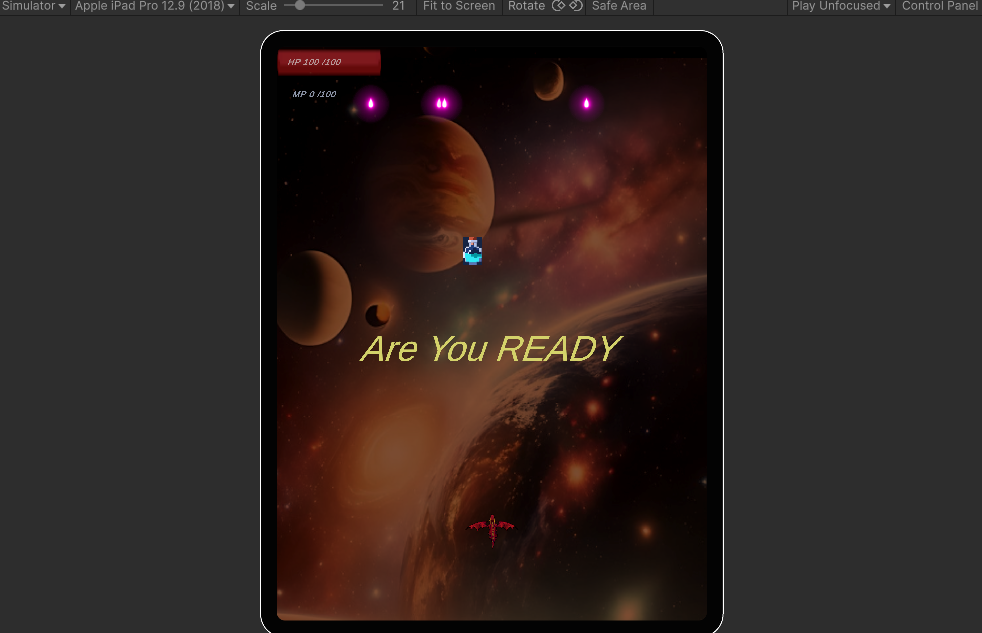 Simulator Apple iPad Pro 12.9 (2018) Scale 21 Fit to Screen Rotate Safe Area Play Unfocused Control Panel
HP 100 /100
MP 0 /100
Are You READY